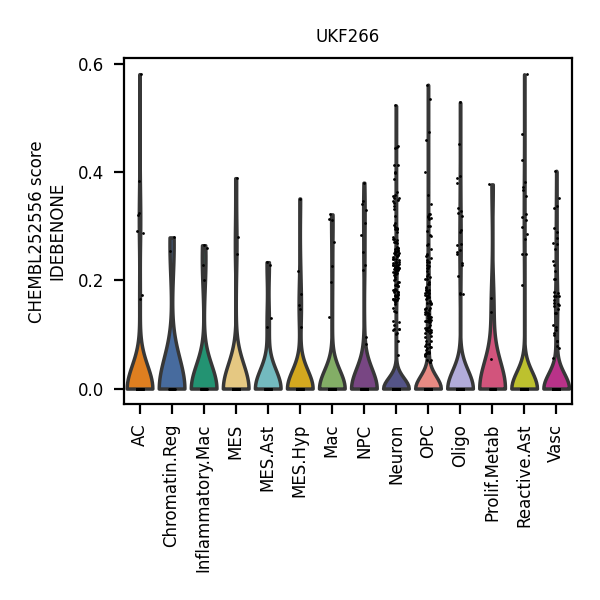 UKF266
CHEMBL252556 score
IDEBENONE
0.6
0.4
0.2
0.0
AC
Chromatin.Reg
Inflammatory.Mac
MES
MES.Ast
MES.Hyp
Mac
NPC
Neuron
OPC
Oligo
Prolif.Metab
Reactive.Ast
Vasc